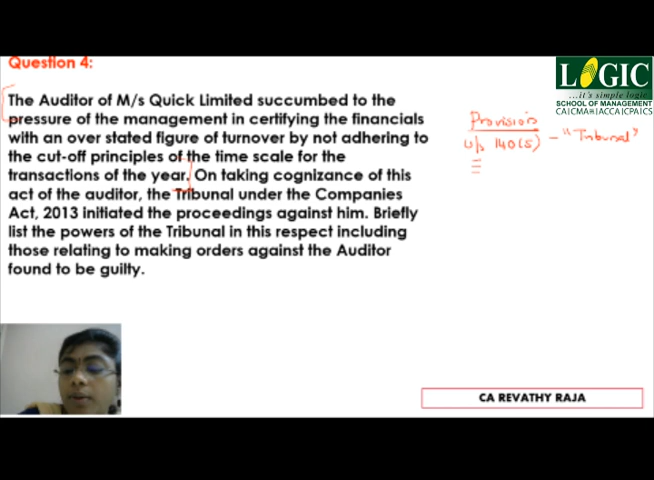 Question 4:
The Auditor of M/s Quick Limited succumbed to the
pressure of the management in certifying the financials
with an over stated figure of turnover by not adhering to
the cut-off principles of the time scale for the
transactions of the year. On taking cognizance of this
act of the auditor, the Tribunal under the Companies
Act, 2013 initiated the proceedings against him. Briefly
list the powers of the Tribunal in this respect including
those relating to making orders against the Auditor
found to be guilty.
LOGIC
...it's simple logic
SCHOOL OF MANAGEMENT
CA|CMA|ACCA|CPA|CS
Provision
u/s 140(5) - "Tribunal"
CA REVATHY RAJA